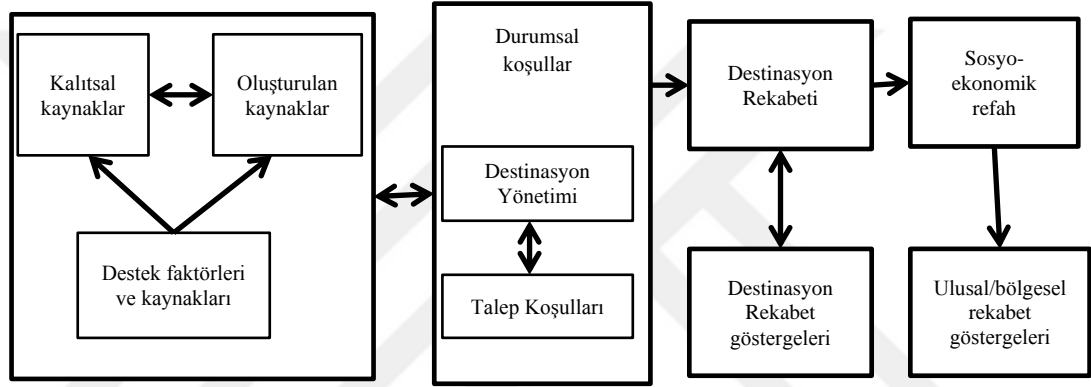 Kalıtsal
kaynaklar
Oluşturulan
kaynaklar
Destek faktörleri
ve kaynakları
Durumsal
koşullar
Destinasyon
Yönetimi
Talep Koşulları
Destinasyon
Rekabeti
Destinasyon
Rekabet
göstergeleri
Sosyo-
ekonomik
refah
Ulusal/bölgesel
rekabet
göstergeleri